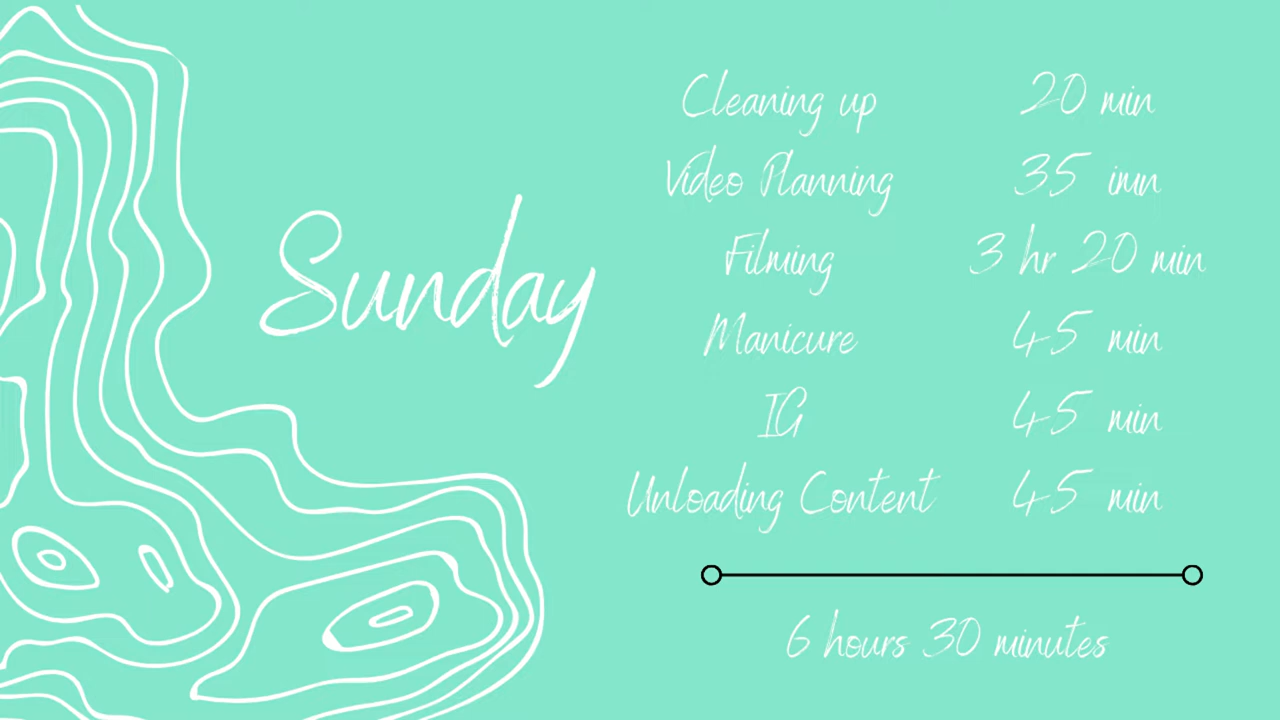 Sunday
Cleaning up 20 min
Video Planning 35 imn
Filming 3 hr 20 min
Manicure 45 min
IG 45 min
Unloading Content 45 min
6 hours 30 minutes